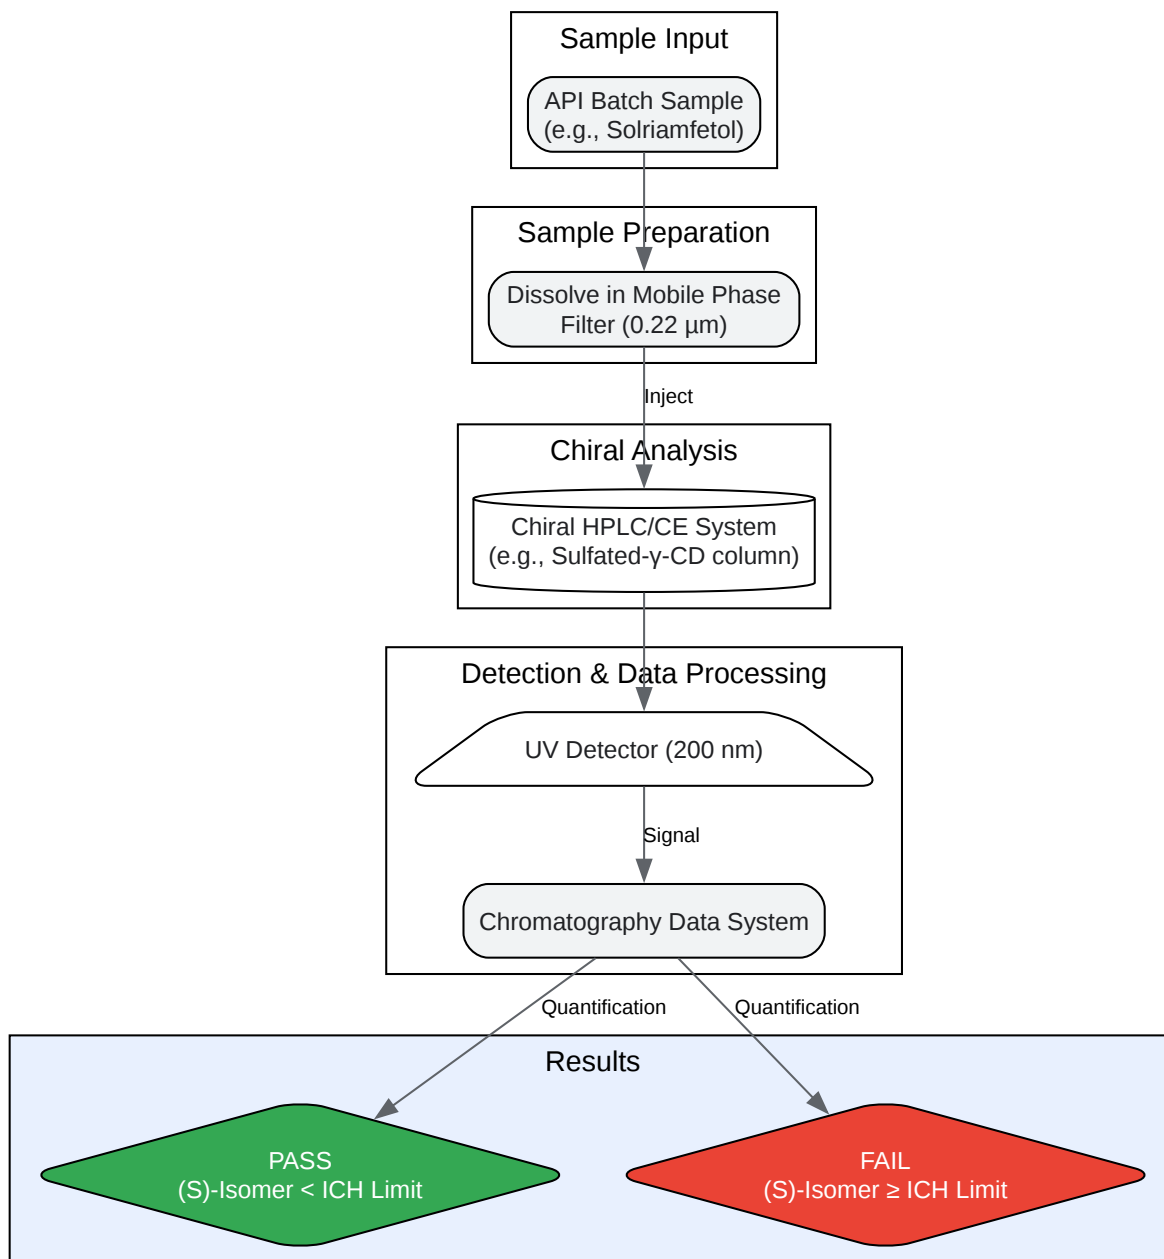 Sample Input
API Batch Sample
(e.g., Solriamfetol)
Sample Preparation
Dissolve in Mobile Phase
Filter (0.22 µm)
Inject
Chiral Analysis
Chiral HPLC/CE System
(e.g., Sulfated-γ-CD column)
Detection & Data Processing
UV Detector (200 nm)
Signal
Chromatography Data System
Quantification
Quantification
Results
PASS
(S)-Isomer < ICH Limit
FAIL
(S)-Isomer ≥ ICH Limit